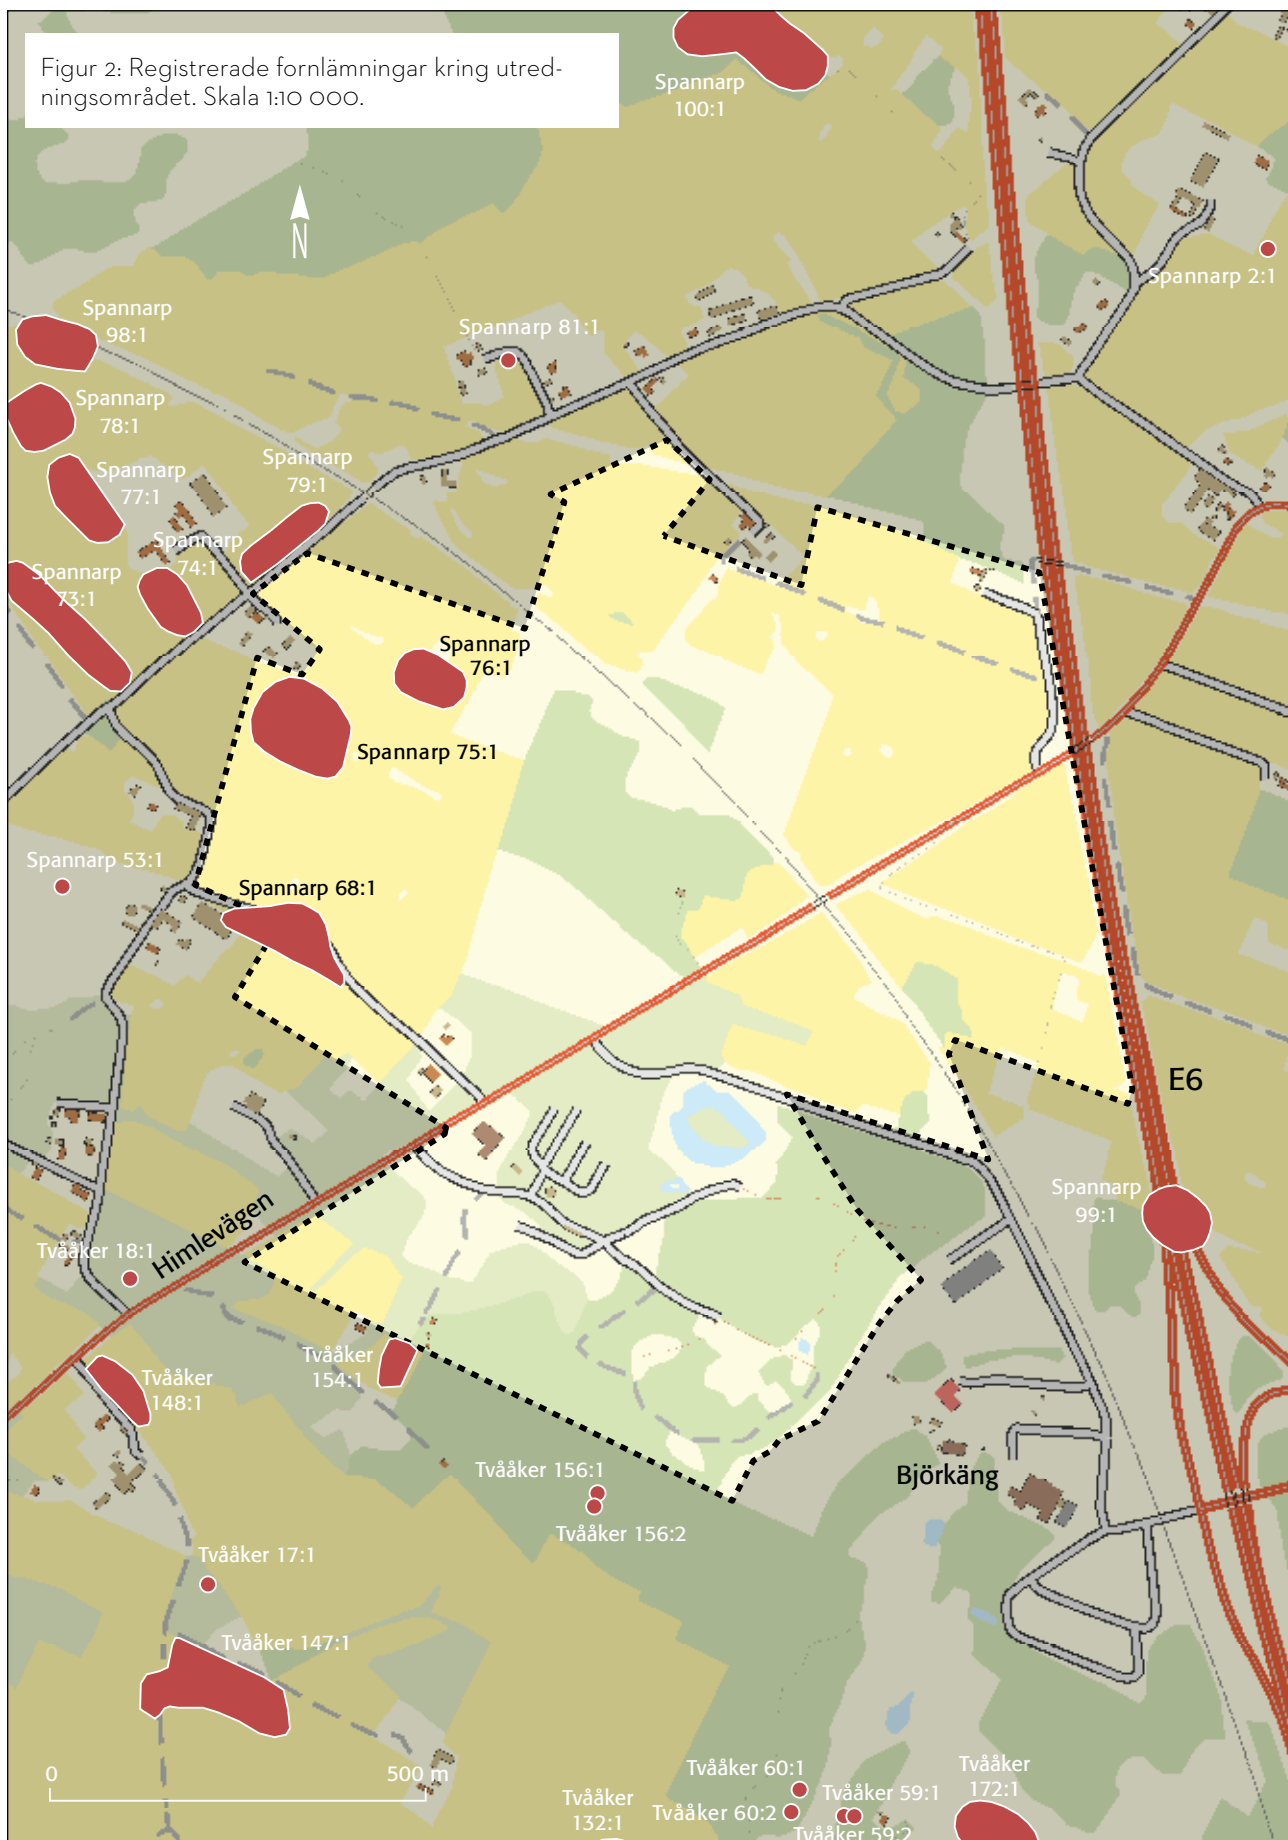 Figur 2: Registrerade fornlämningar kring utred-
ningsområdet. Skala 1:10 000.
Spannarp
100:1
N
Spannarp 2:1
Spannarp
98:1
Spannarp 81:1
Spannarp
78:1
Spannarp
79:1
Spannarp
77:1
Spannarp
74:1
Spannarp
73:1
Spannarp
76:1
Spannarp 75:1
Spannarp 53:1
Spannarp 68:1
E6
Spannarp
99:1
Himlevägen
Tvååker 18:1
Tvååker
154:1
Tvååker
148:1
Björkäng
Tvååker 156:1
Tvååker 156:2
Tvååker 17:1
Tvååker 147:1
0
500 m
Tvååker 60:1
Tvååker
172:1
Tvååker
132:1
Tvååker 60:2
Tvååker 59:1
Tvååker 59:2